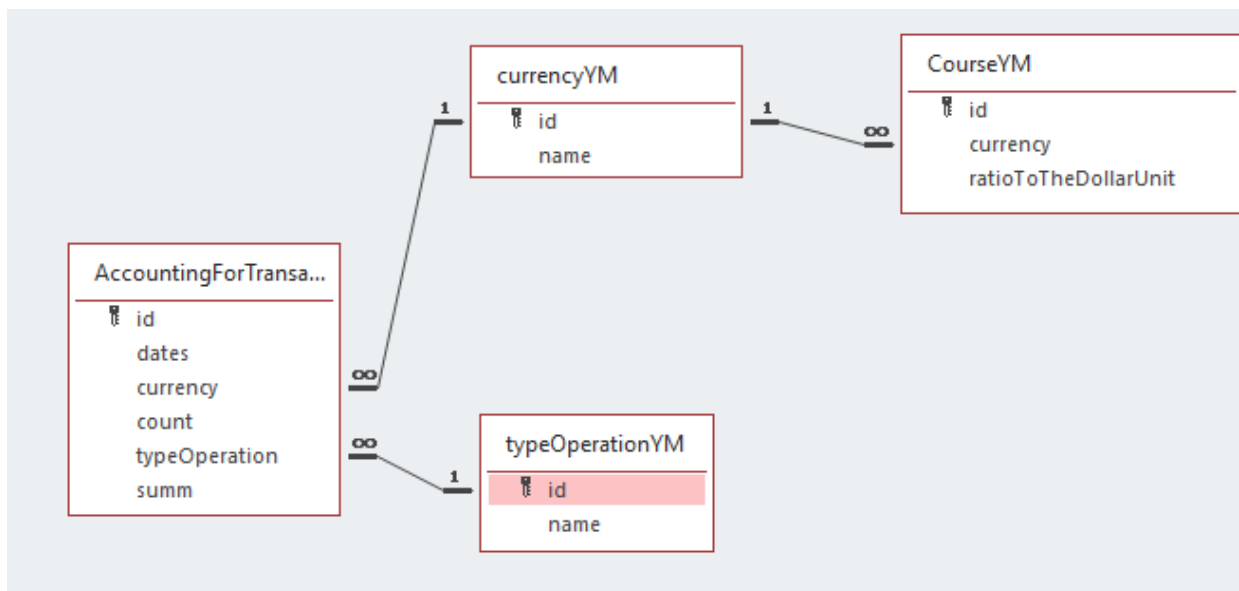 currencyYM
id
name
CourseYM
id
currency
ratioToTheDollarUnit
1
1
∞
AccountingForTransa...
id
dates
currency
count
typeOperation
summ
∞
∞
1
typeOperationYM
id
name